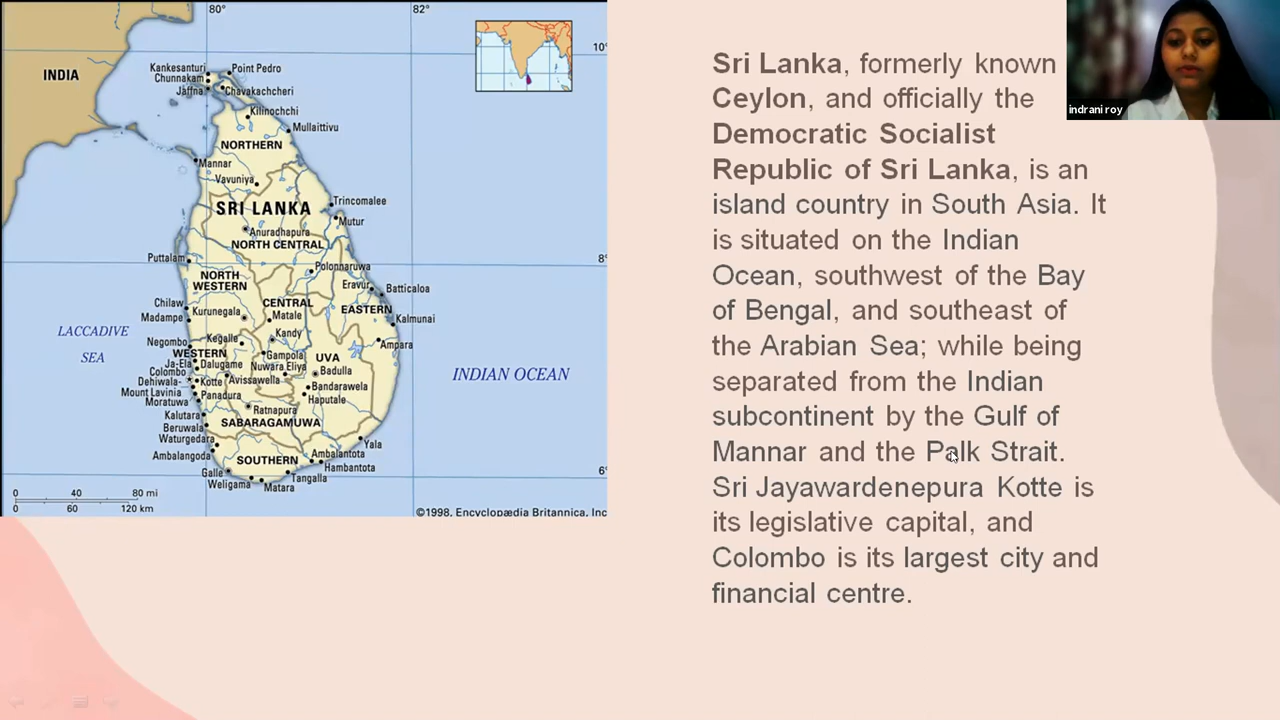 80°
82°
10°
INDIA
Kankesanturi
Point Pedro
Chunnakam
Jaffna
Chavakachcheri
Kilinochchi
Mullaittivu
NORTHERN
Mannar
Vavuniya
Trincomalee
SRI LANKA
Mutur
Anuradhapura
NORTH CENTRAL
Puttalam
8°
Polonnaruwa
NORTH
WESTERN
Eravur
Batticaloa
CENTRAL
Chilaw
Matale
EASTERN
Madampe
Kurunegala
Kalmunai
LACCADIVE
SEA
Kandy
Negombo
Kegalle
Ampara
WESTERN
Gampola
UVA
Ja-Ela
Dalugame
Nuwara Eliya
Badulla
Colombo
Dehiwala-
Mount Lavinia
Kotte
Avissawella
Bandarawela
INDIAN OCEAN
Moratuwa
Panadura
Haputale
Kalutara
Ratnapura
Beruwala
SABARAGAMUWA
Waturgedara
Yala
Ambalangoda
SOUTHERN
Ambalantota
Hambantota
6°
Galle
Tangalla
Weligama
Matara
0 40 80 mi
0 60 120 km
©1998, Encyclopædia Britannica, Inc
Sri Lanka, formerly known
Ceylon, and officially the
Democratic Socialist
Republic of Sri Lanka, is an
island country in South Asia. It
is situated on the Indian
Ocean, southwest of the Bay
of Bengal, and southeast of
the Arabian Sea; while being
separated from the Indian
subcontinent by the Gulf of
Mannar and the Palk Strait.
Sri Jayawardenepura Kotte is
its legislative capital, and
Colombo is its largest city and
financial centre.
indrani roy